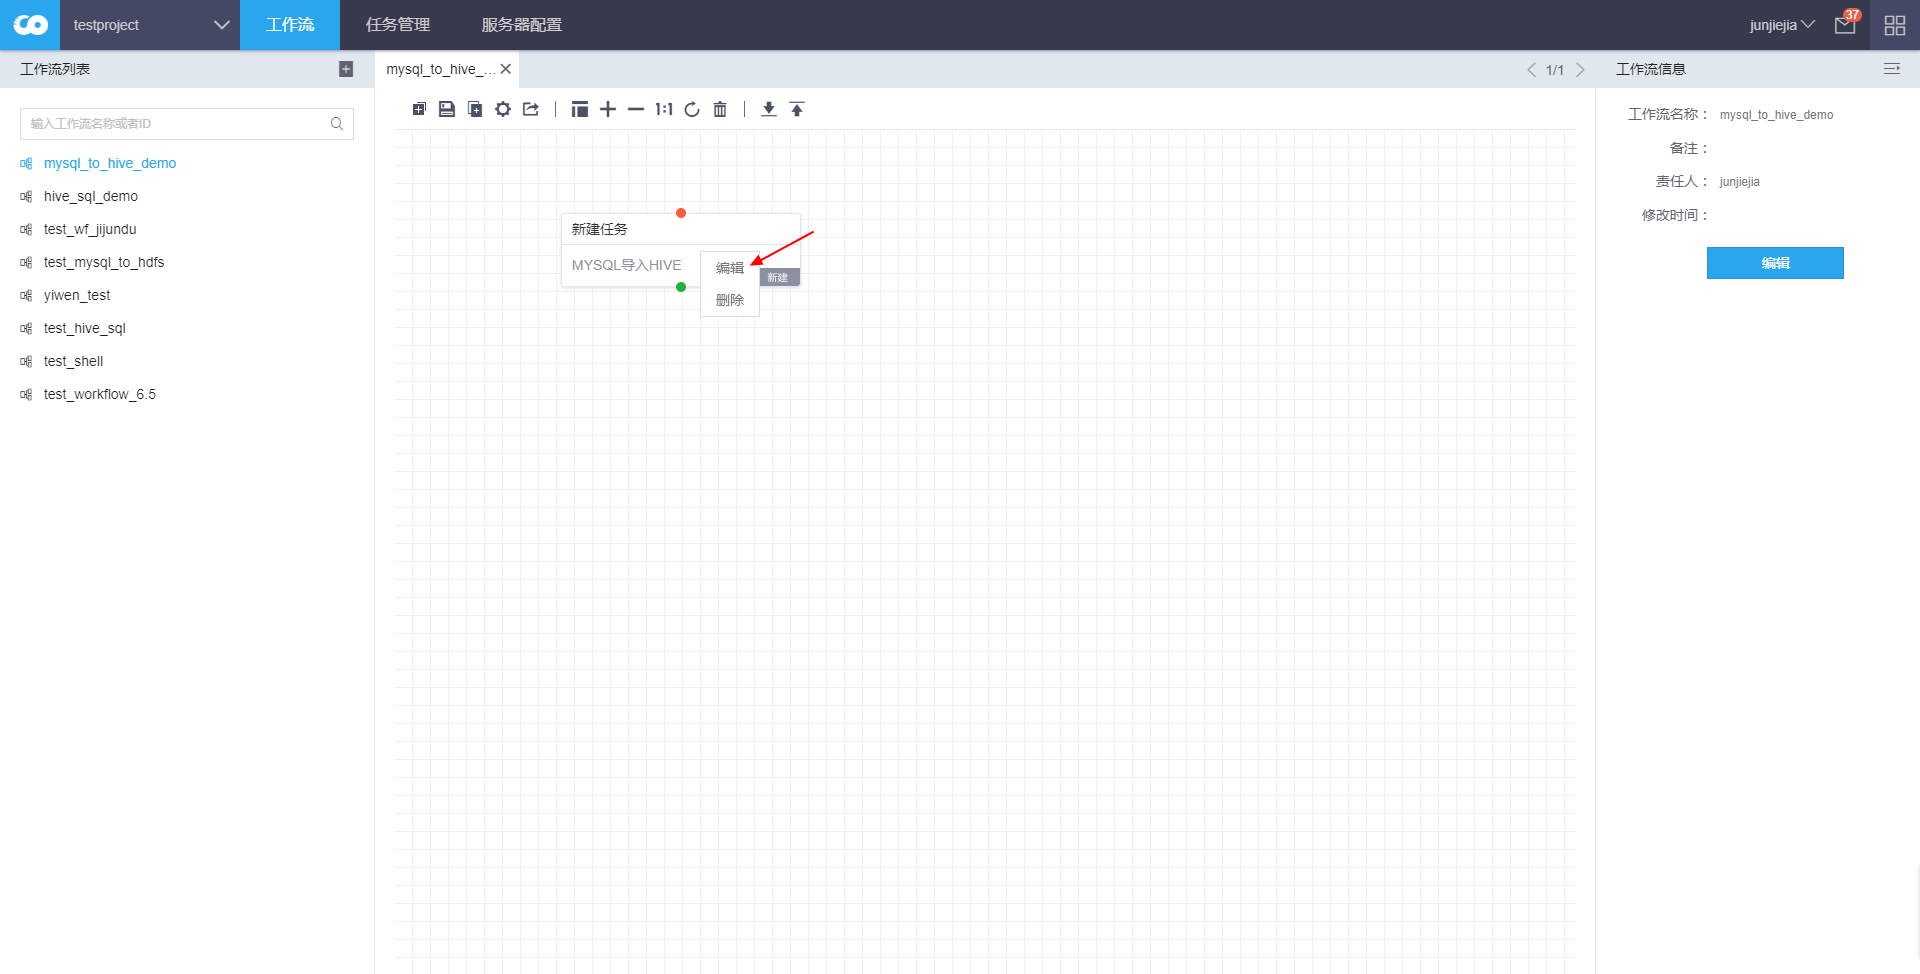 testproject
工作流
任务管理
服务器配置
junjiejia
37
工作流列表
mysql_to_hive_...
1/1
工作流信息
输入工作流名称或者ID
mysql_to_hive_demo
hive_sql_demo
test_wf_jijundu
test_mysql_to_hdfs
yiwen_test
test_hive_sql
test_shell
test_workflow_6.5
1:1
新建任务
MYSQL导入HIVE
新建
编辑
删除
工作流名称： mysql_to_hive_demo
备注：
责任人： junjiejia
修改时间：
编辑